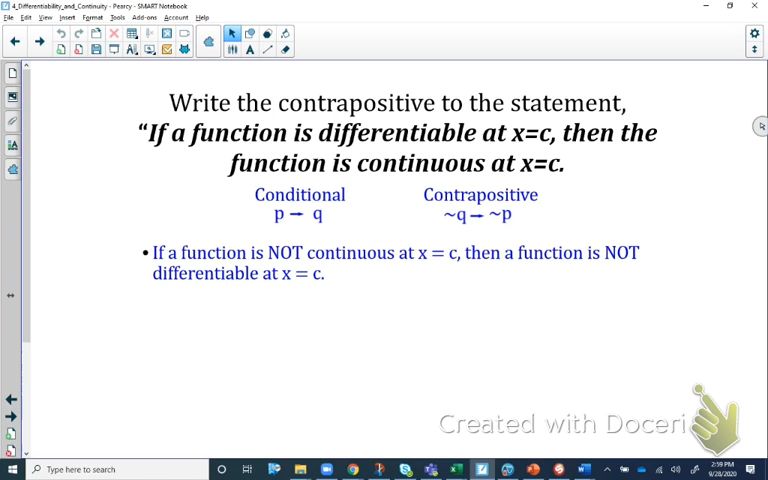 4_Differentiability_and_Continuity - Pearcy - SMART Notebook
File Edit View Insert Format Tools Add-ons Account Help
Write the contrapositive to the statement,
“If a function is differentiable at x=c, then the
function is continuous at x=c.
Conditional Contrapositive
p → q ~q → ~p
• If a function is NOT continuous at x = c, then a function is NOT
differentiable at x = c.
Created with Doceri
Type here to search
2:59 PM
9/28/2020